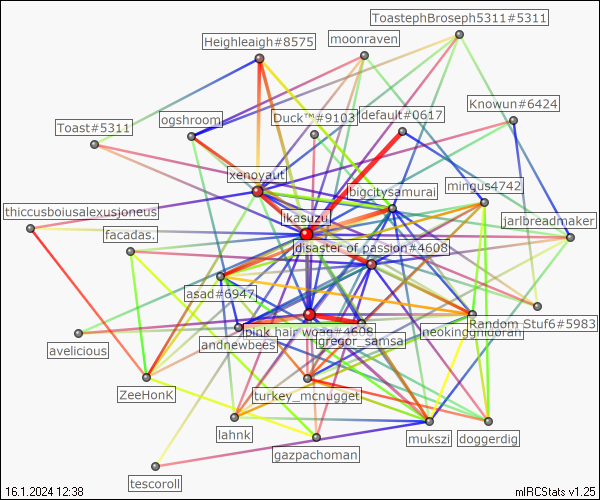 ToastephBroseph5311#5311
Heighleaigh#8575
moonraven
Knowun#6424
ogshroom
Duck™#9103
default#0617
Toast#5311
xenoyaut
bigcitysamurai
mingus4742
thiccusboiusalexusjoneus
likasuzu
jarlbreadmaker
facadas.
disaster of passion#4608
asad#6947
Random Stuf6#5983
pink hair woag#4608
neokingghidorah
andnewbees
gregor_samsa
avelicious
ZeeHonK
turkey_mcnugget
lahnk
mukszi
doggerdig
gazpachoman
tescoroll
16.1.2024 12:38
mIRCStats v1.25